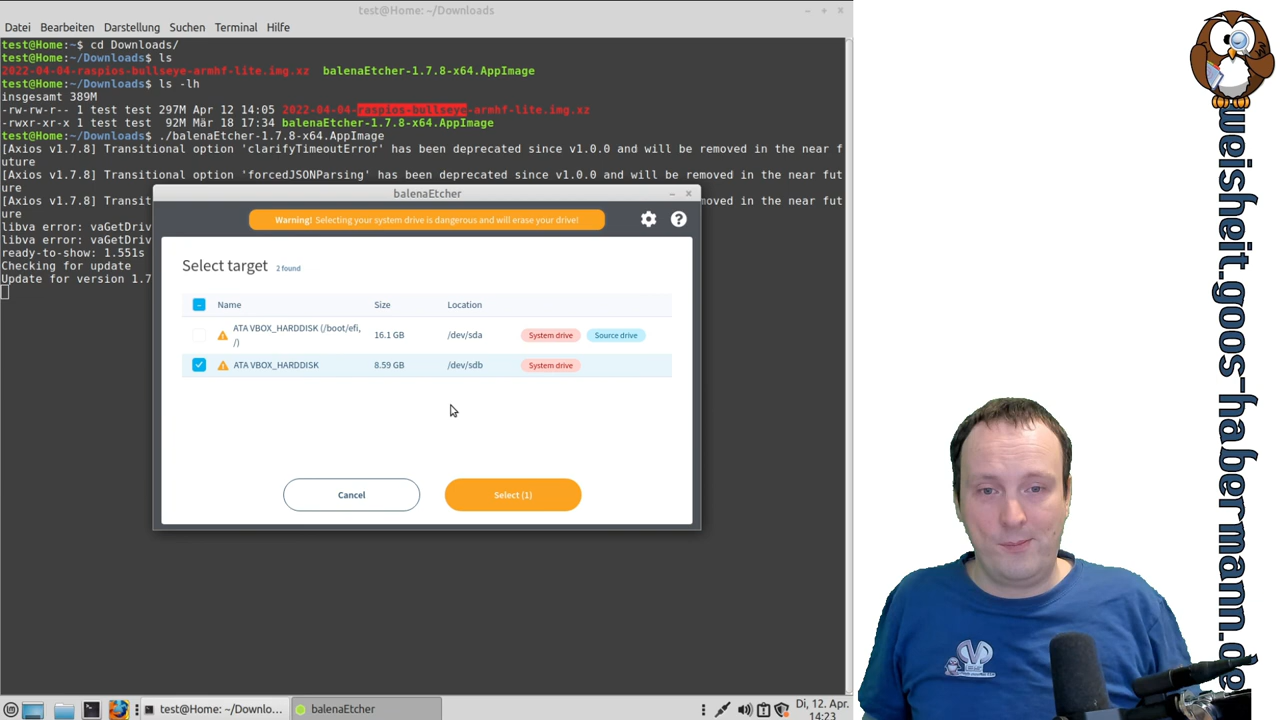 test@Home: ~/Downloads
Datei Bearbeiten Darstellung Suchen Terminal Hilfe
test@Home:~$ cd Downloads/
test@Home:~/Downloads$ ls
2022-04-04-raspios-bullseye-armhf-lite.img.xz balenaEtcher-1.7.8-x64.AppImage
test@Home:~/Downloads$ ls -lh
insgesamt 389M
-rw-rw-r-- 1 test test 297M Apr 12 14:05 2022-04-04-raspios-bullseye-armhf-lite.img.xz
-rwxr-xr-x 1 test test 92M Mär 18 17:34 balenaEtcher-1.7.8-x64.AppImage
test@Home:~/Downloads$ ./balenaEtcher-1.7.8-x64.AppImage
[Axios v1.7.8] Transitional option 'clarifyTimeoutError' has been deprecated since v1.0.0 and will be removed in the near f
uture
[Axios v1.7.8] Transitional option 'forcedJSONParsing' has been deprecated since v1.0.0 and will be removed in the near fut
ure
[Axios v1.7.8] Transit moved in the near fut
ure
libva error: vaGetDriv
libva error: vaGetDriv
ready-to-show: 1.551s
Checking for update
Update for version 1.7
balenaEtcher
Warning! Selecting your system drive is dangerous and will erase your drive!
Select target 2 found
Name Size Location
ATA VBOX_HARDDISK (/boot/efi,
/) 16.1 GB /dev/sda System drive Source drive
ATA VBOX_HARDDISK 8.59 GB /dev/sdb System drive
Cancel Select (1)
test@Home: ~/Downlo... balenaEtcher Di, 12. Apr.
14:23
weisheit.goos-habermann.de